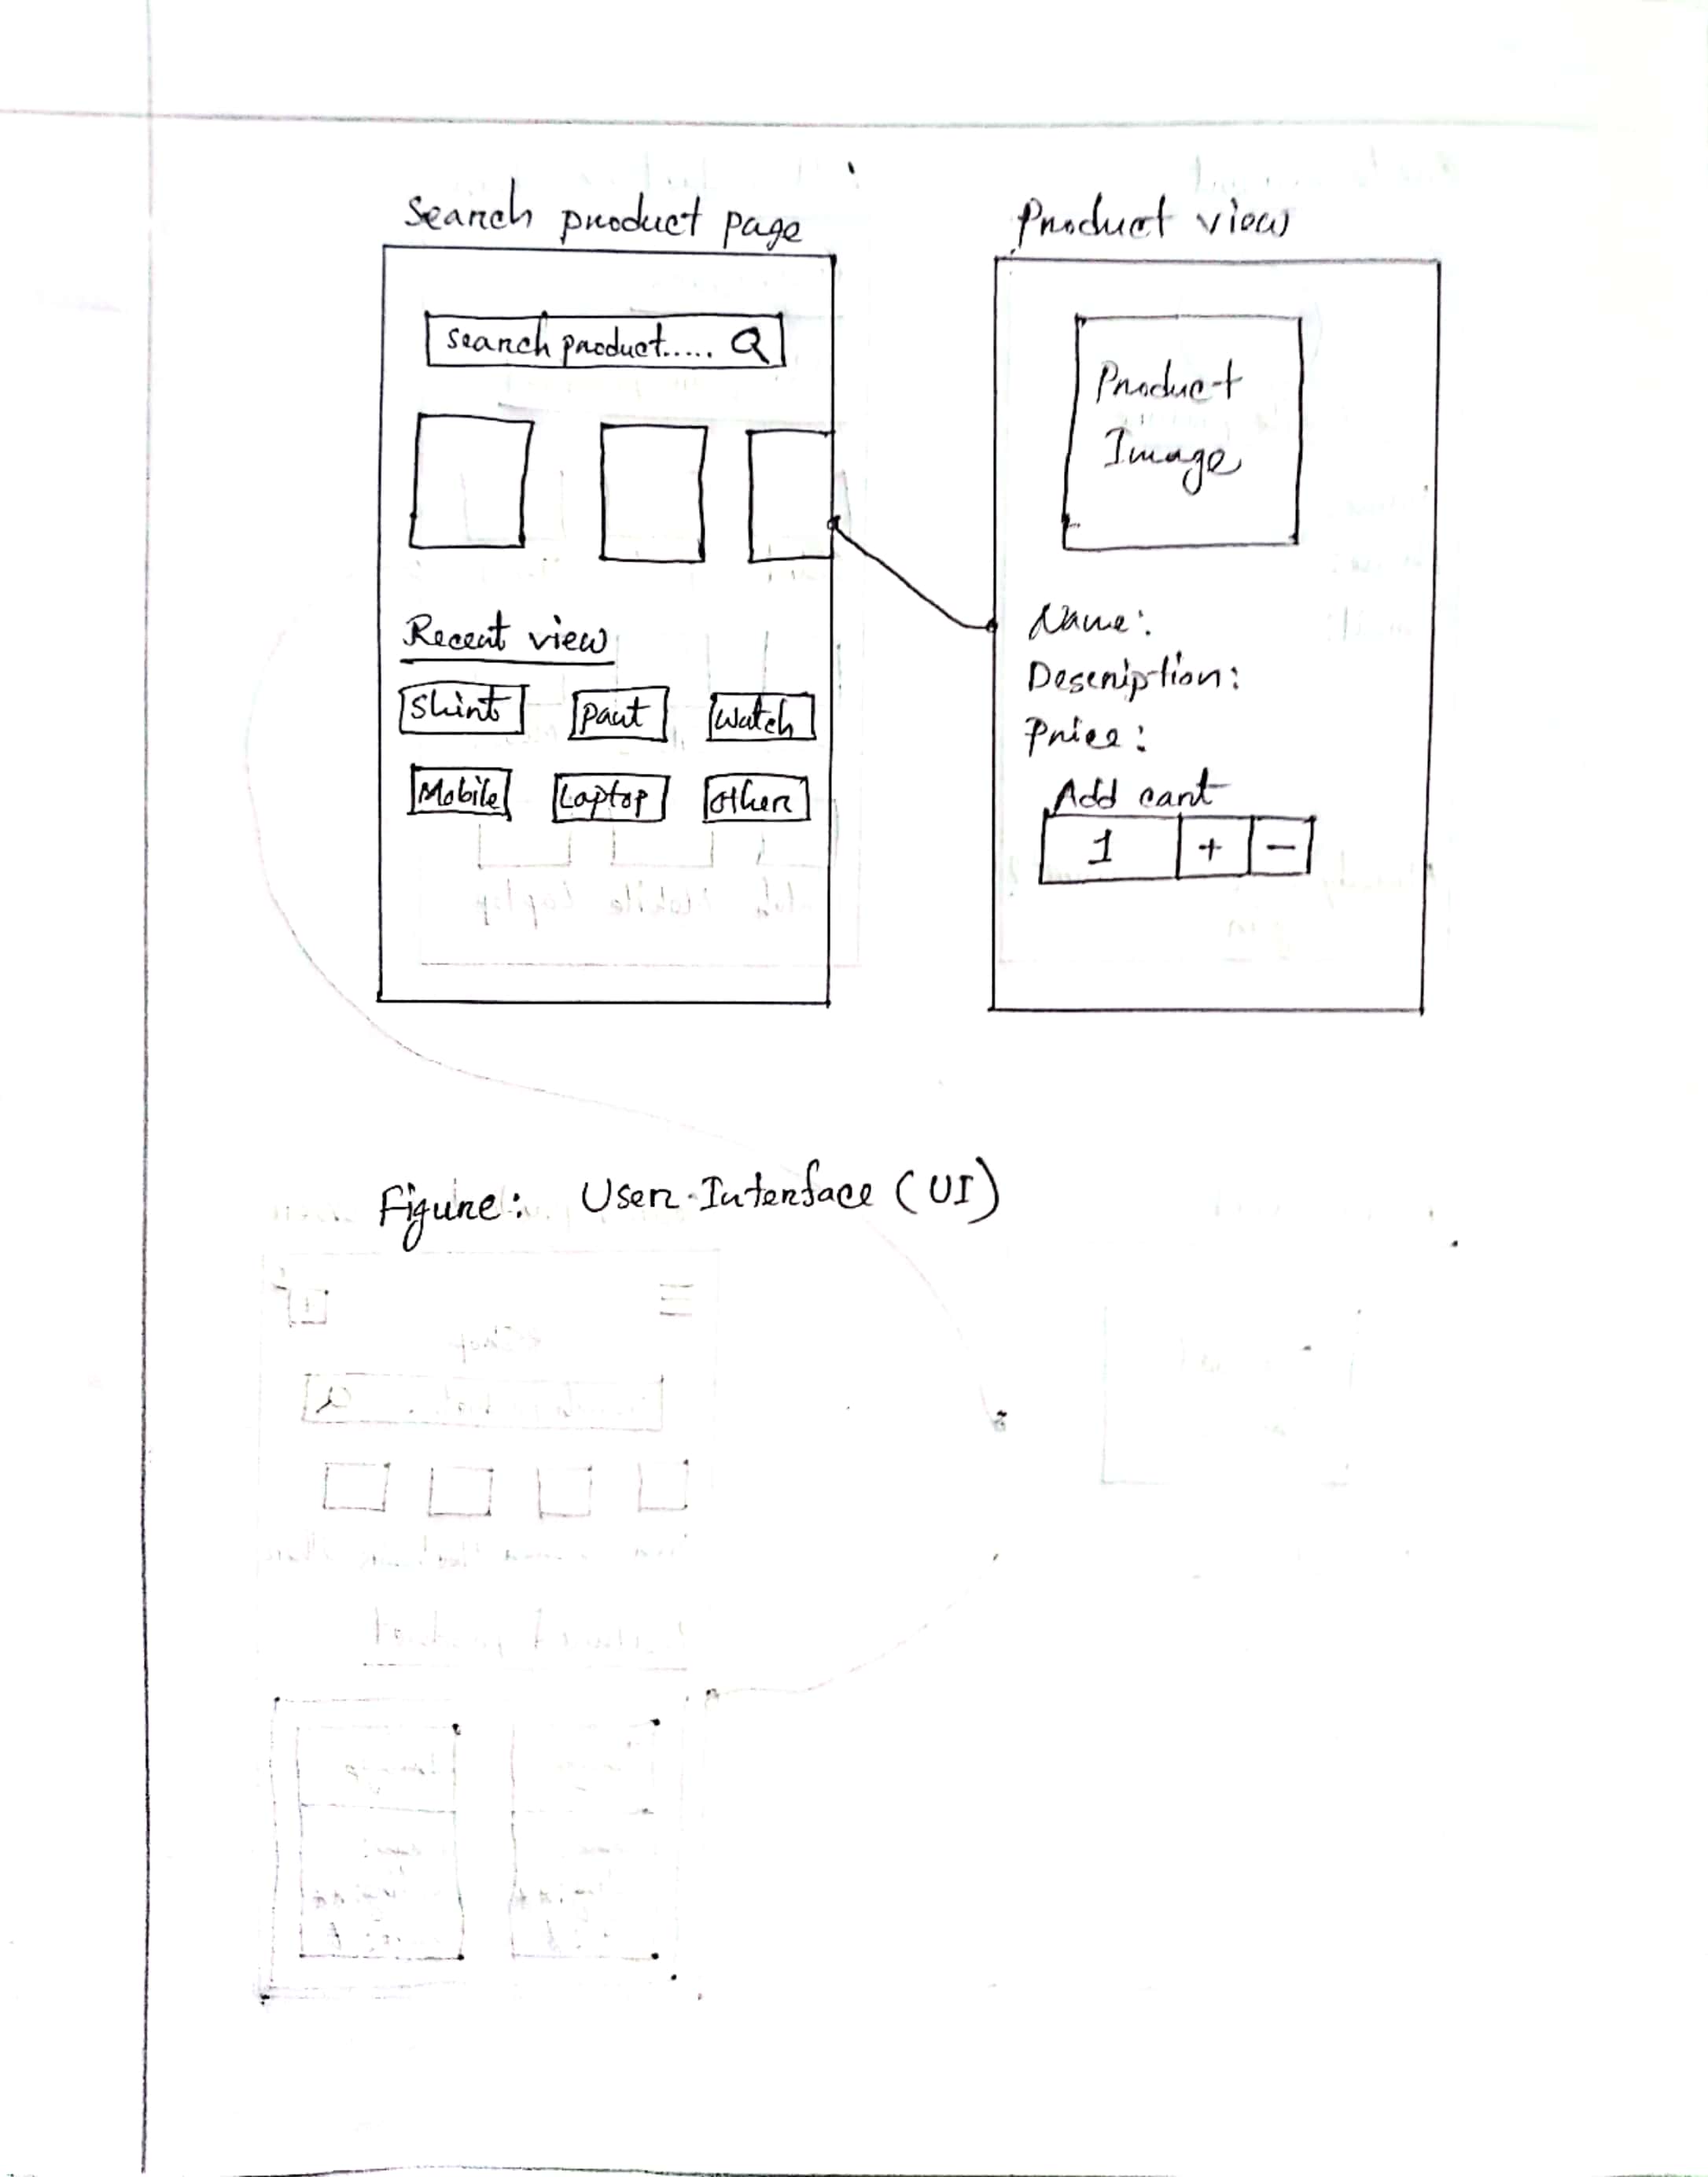 Search product page
search product.....
Recent view
Shirt Pant Watch
Mobile Laptop other
Product view
Product
Image
Name:
Description:
Price:
Add cart
1 + -
Figure: User Interface (UI)